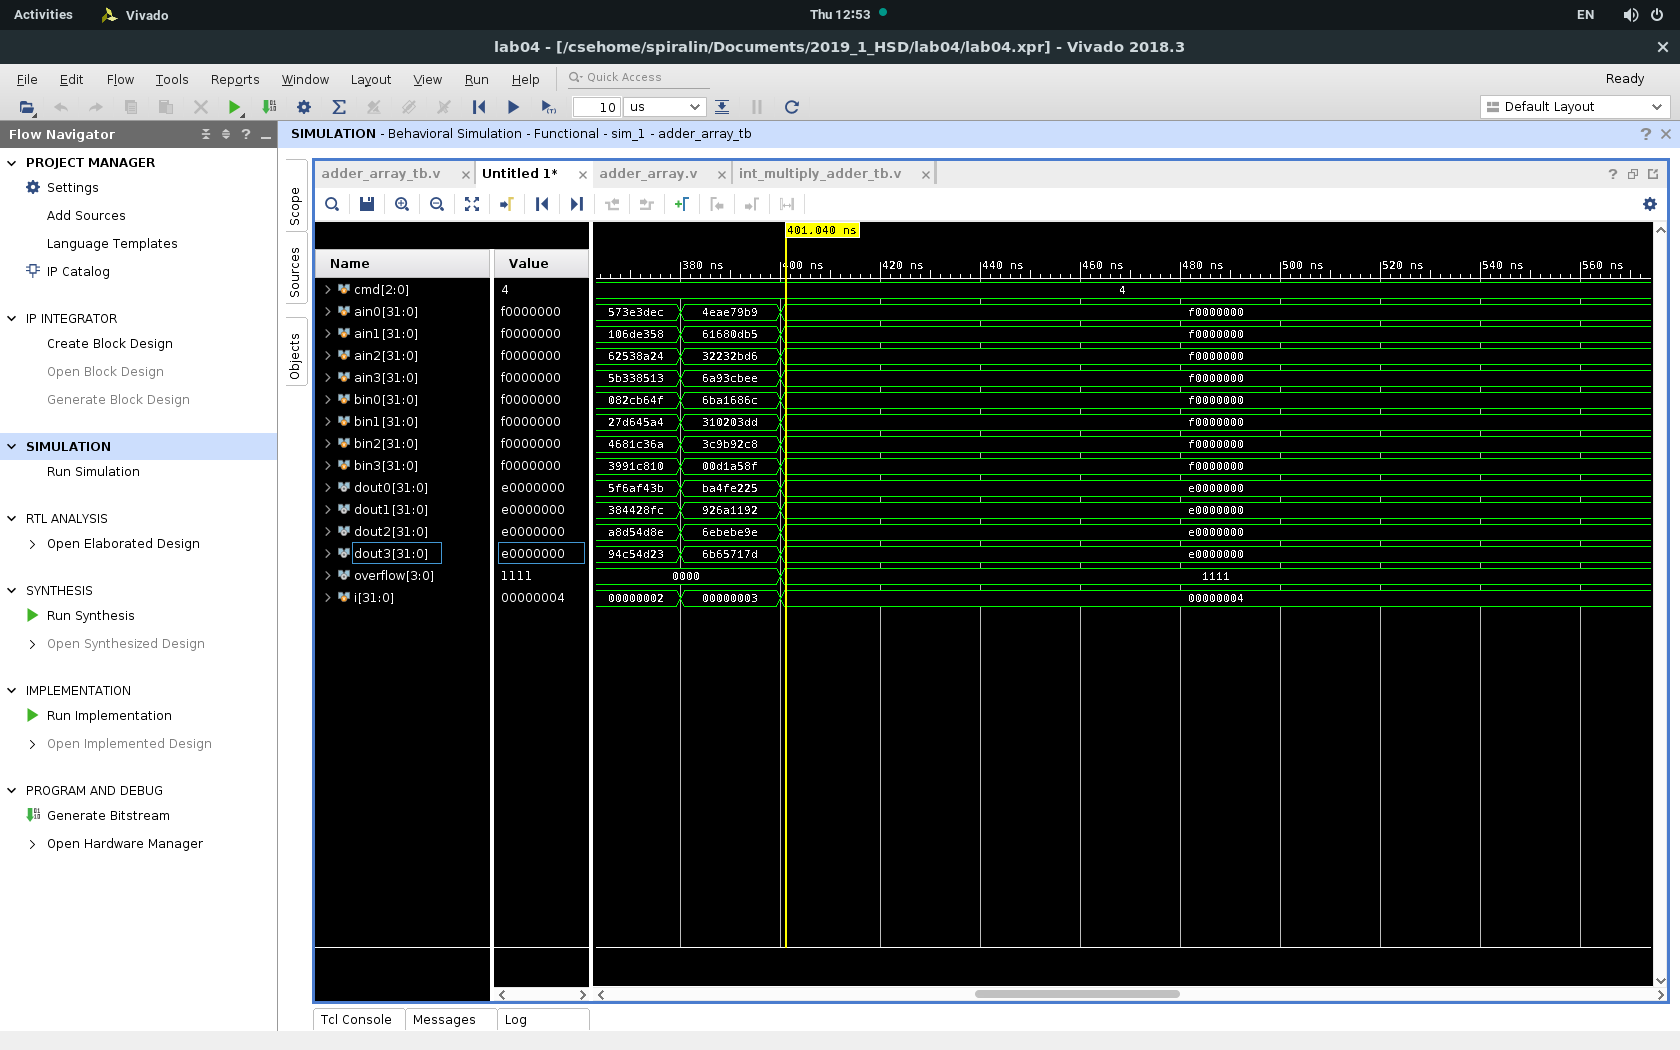 Activities Vivado Thu 12:53 EN
lab04 - [/csehome/spiralin/Documents/2019_1_HSD/lab04/lab04.xpr] - Vivado 2018.3
File Edit Flow Tools Reports Window Layout View Run Help Quick Access Ready
10 us Default Layout
Flow Navigator
SIMULATION - Behavioral Simulation - Functional - sim_1 - adder_array_tb
PROJECT MANAGER
Settings
Add Sources
Language Templates
IP Catalog
IP INTEGRATOR
Create Block Design
Open Block Design
Generate Block Design
SIMULATION
Run Simulation
RTL ANALYSIS
Open Elaborated Design
SYNTHESIS
Run Synthesis
Open Synthesized Design
IMPLEMENTATION
Run Implementation
Open Implemented Design
PROGRAM AND DEBUG
Generate Bitstream
Open Hardware Manager
Scope
Sources
Objects
adder_array_tb.v Untitled 1* adder_array.v int_multiply_adder_tb.v
401.040 ns
Name Value 380 ns 400 ns 420 ns 440 ns 460 ns 480 ns 500 ns 520 ns 540 ns 560 ns
cmd[2:0] 4 4
ain0[31:0] f0000000 573e3dec 4eae79b9 f0000000
ain1[31:0] f0000000 106de358 61680db5 f0000000
ain2[31:0] f0000000 62538a24 32232bd6 f0000000
ain3[31:0] f0000000 5b338513 6a93cbee f0000000
bin0[31:0] f0000000 082cb64f 6ba1686c f0000000
bin1[31:0] f0000000 27d645a4 310203dd f0000000
bin2[31:0] f0000000 4681c36a 3c9b92c8 f0000000
bin3[31:0] f0000000 3991c810 00d1a58f f0000000
dout0[31:0] e0000000 5f6af43b ba4fe225 e0000000
dout1[31:0] e0000000 384428fc 926a1192 e0000000
dout2[31:0] e0000000 a8d54d8e 6ebebe9e e0000000
dout3[31:0] e0000000 94c54d23 6b65717d e0000000
overflow[3:0] 1111 0000 1111
i[31:0] 00000004 00000002 00000003 00000004
Tcl Console Messages Log